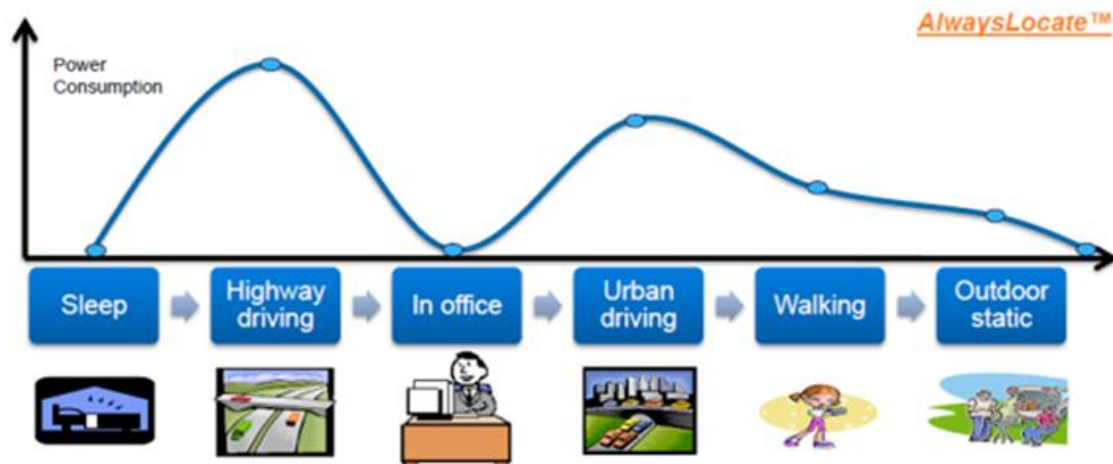 AlwaysLocate™
Power
Consumption
Sleep
Highway
driving
In office
Urban
driving
Walking
Outdoor
static